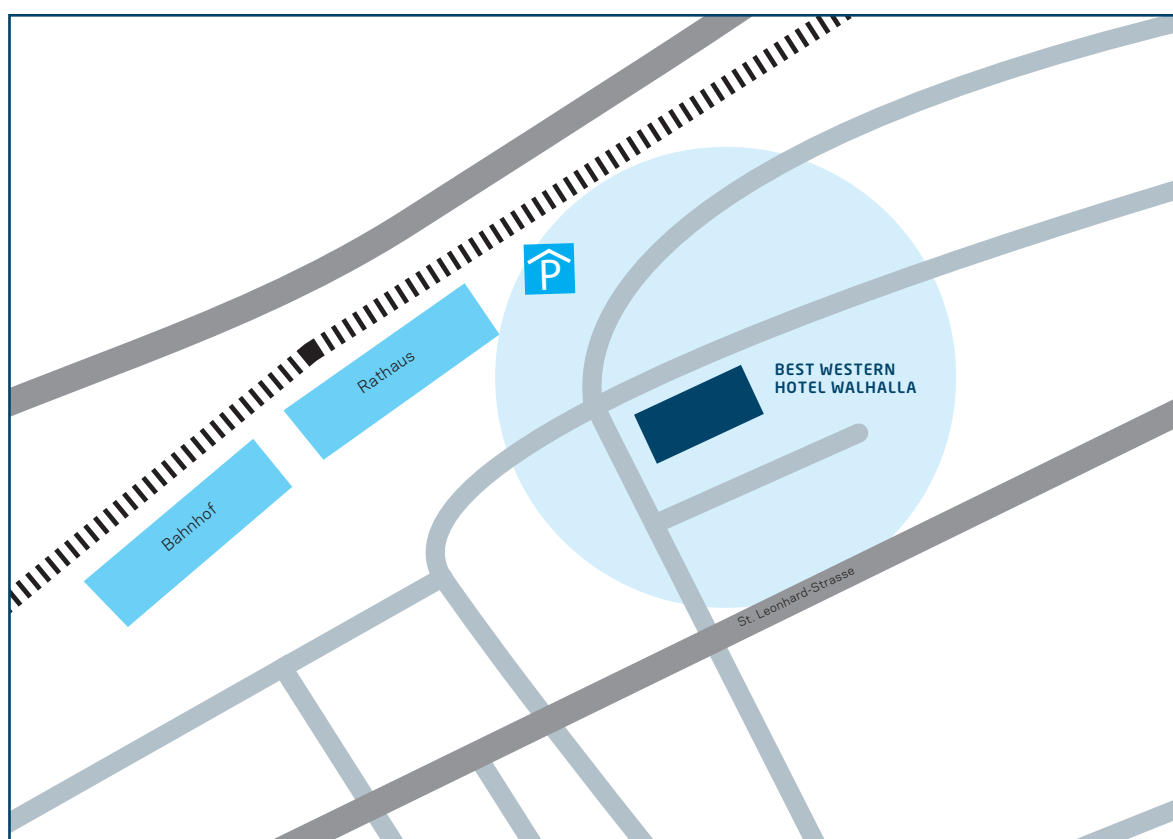 P
Rathaus
BEST WESTERN
HOTEL WALHALLA
Bahnhof
St. Leonhard-Strasse